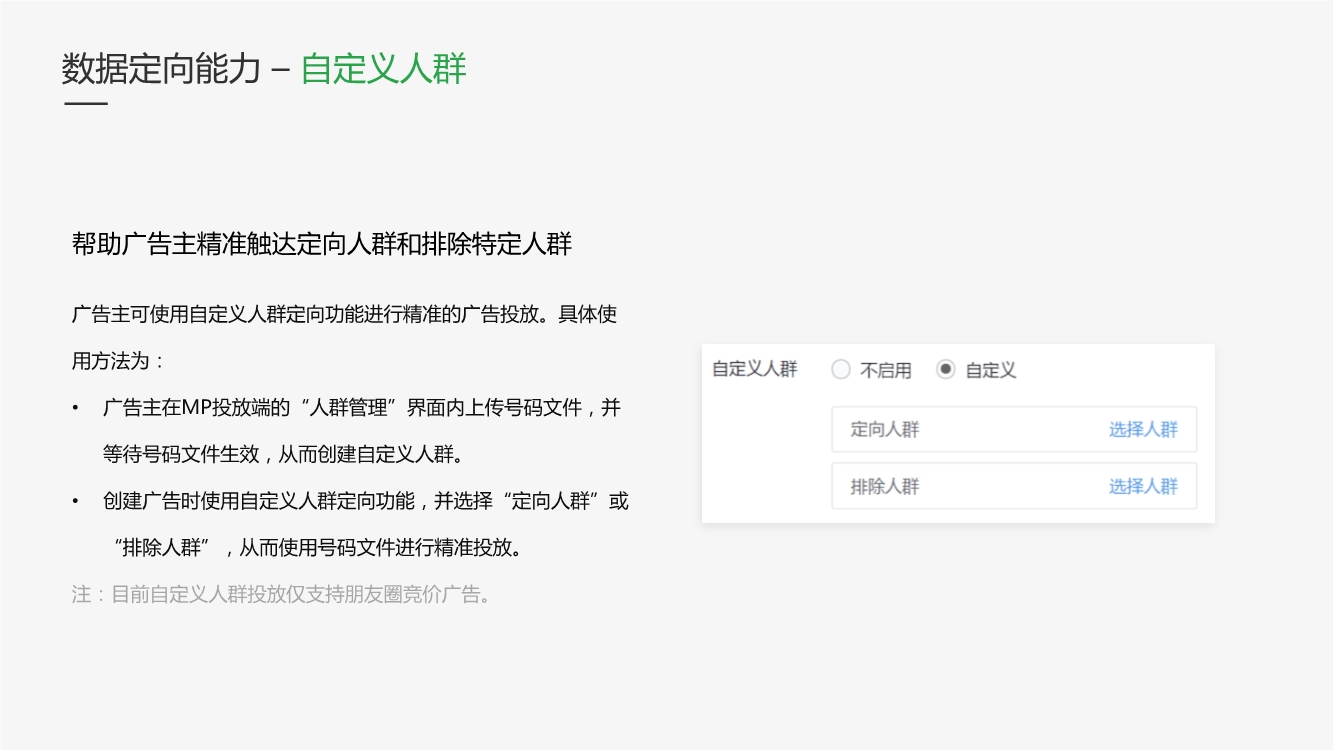 数据定向能力 – 自定义人群
帮助广告主精准触达定向人群和排除特定人群
广告主可使用自定义人群定向功能进行精准的广告投放。具体使
用方法为：
• 广告主在MP投放端的“人群管理”界面内上传号码文件，并
等待号码文件生效，从而创建自定义人群。
• 创建广告时使用自定义人群定向功能，并选择“定向人群”或
“排除人群”，从而使用号码文件进行精准投放。
注：目前自定义人群投放仅支持朋友圈竞价广告。
自定义人群 不启用 自定义
定向人群 选择人群
排除人群 选择人群